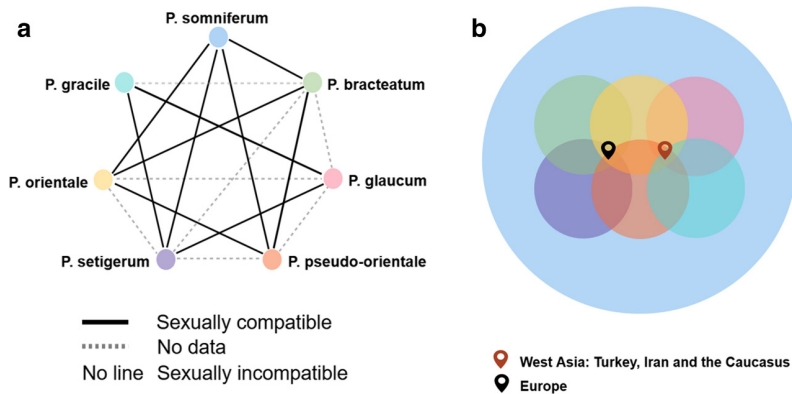 a
P. somniferum
P. gracile
P. bracteatum
P. orientale
P. glaucum
P. setigerum
P. pseudo-orientale
Sexually compatible
No data
No line Sexually incompatible
b
West Asia: Turkey, Iran and the Caucasus
Europe